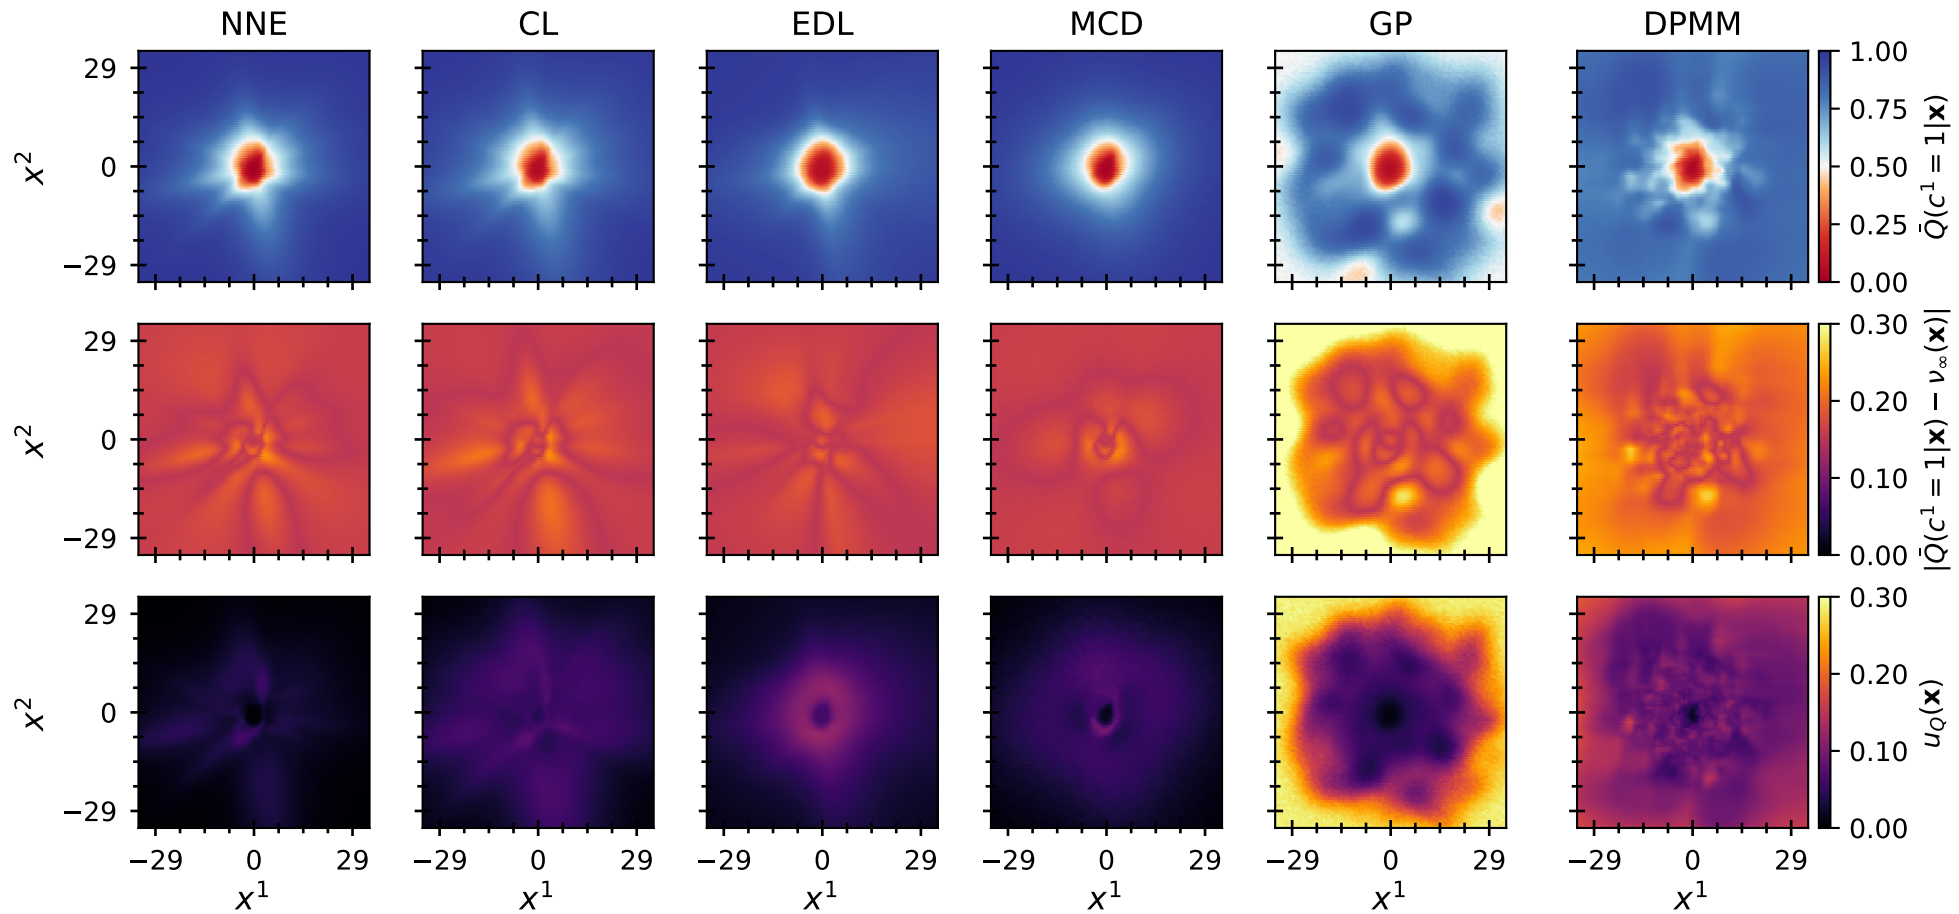 NNE CL EDL MCD GP DPMM
x² 29 0 −29
1.00 0.75 0.50 0.25 0.00 Q̄(c¹ = 1|x)
x² 29 0 −29
0.30 0.20 0.10 0.00 |Q̄(c¹ = 1|x) − ν∞(x)|
x² 29 0 −29
0.30 0.20 0.10 0.00 u_Q(x)
−29 0 29 −29 0 29 −29 0 29 −29 0 29 −29 0 29 −29 0 29
x¹ x¹ x¹ x¹ x¹ x¹